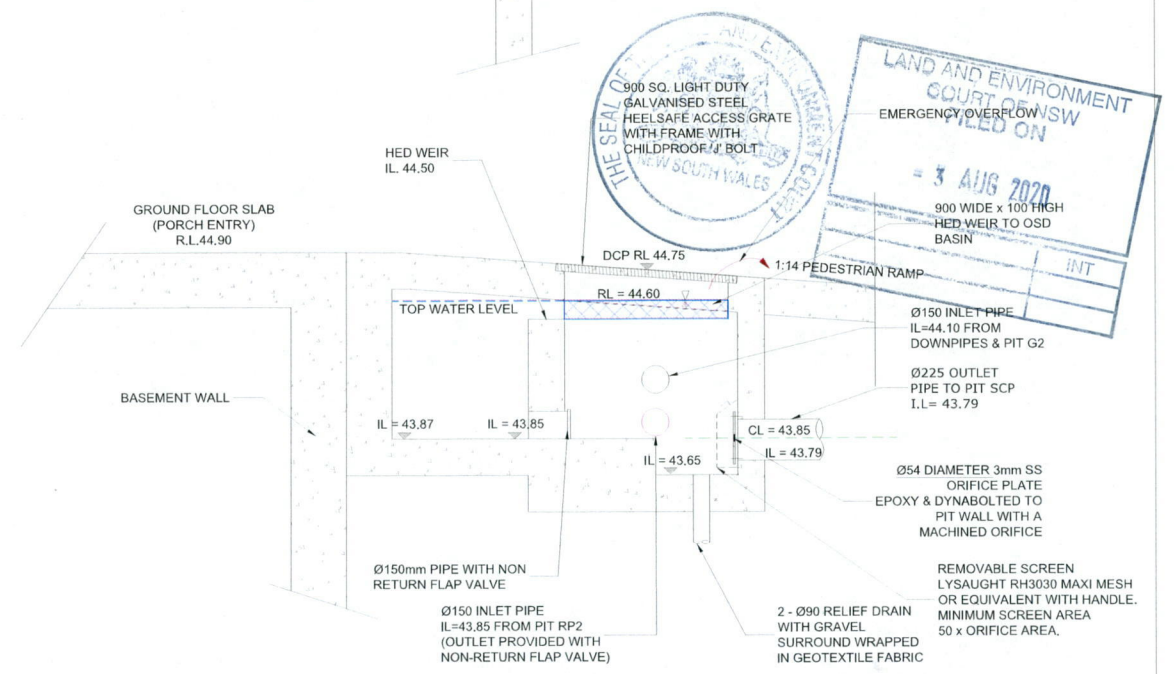 THE SEAL OF
AND ENVIRONMENT COURT
NEW SOUTH WALES
LAND AND ENVIRONMENT
COURT OF NSW
FILED ON
- 3 AUG 2020
INT
900 SQ. LIGHT DUTY
GALVANISED STEEL
HEELSAFE ACCESS GRATE
WITH FRAME WITH
CHILDPROOF 'J' BOLT
EMERGENCY OVERFLOW
HED WEIR
IL. 44.50
900 WIDE x 100 HIGH
HED WEIR TO OSD
BASIN
GROUND FLOOR SLAB
(PORCH ENTRY)
R.L.44.90
DCP RL 44.75
1:14 PEDESTRIAN RAMP
RL = 44.60
TOP WATER LEVEL
Ø150 INLET PIPE
IL=44.10 FROM
DOWNPIPES & PIT G2
Ø225 OUTLET
PIPE TO PIT SCP
I.L= 43.79
BASEMENT WALL
IL = 43.87
IL = 43.85
CL = 43.85
IL = 43.79
IL = 43.65
Ø54 DIAMETER 3mm SS
ORIFICE PLATE
EPOXY & DYNABOLTED TO
PIT WALL WITH A
MACHINED ORIFICE
Ø150mm PIPE WITH NON
RETURN FLAP VALVE
Ø150 INLET PIPE
IL=43.85 FROM PIT RP2
(OUTLET PROVIDED WITH
NON-RETURN FLAP VALVE)
2 - Ø90 RELIEF DRAIN
WITH GRAVEL
SURROUND WRAPPED
IN GEOTEXTILE FABRIC
REMOVABLE SCREEN
LYSAUGHT RH3030 MAXI MESH
OR EQUIVALENT WITH HANDLE.
MINIMUM SCREEN AREA
50 x ORIFICE AREA.